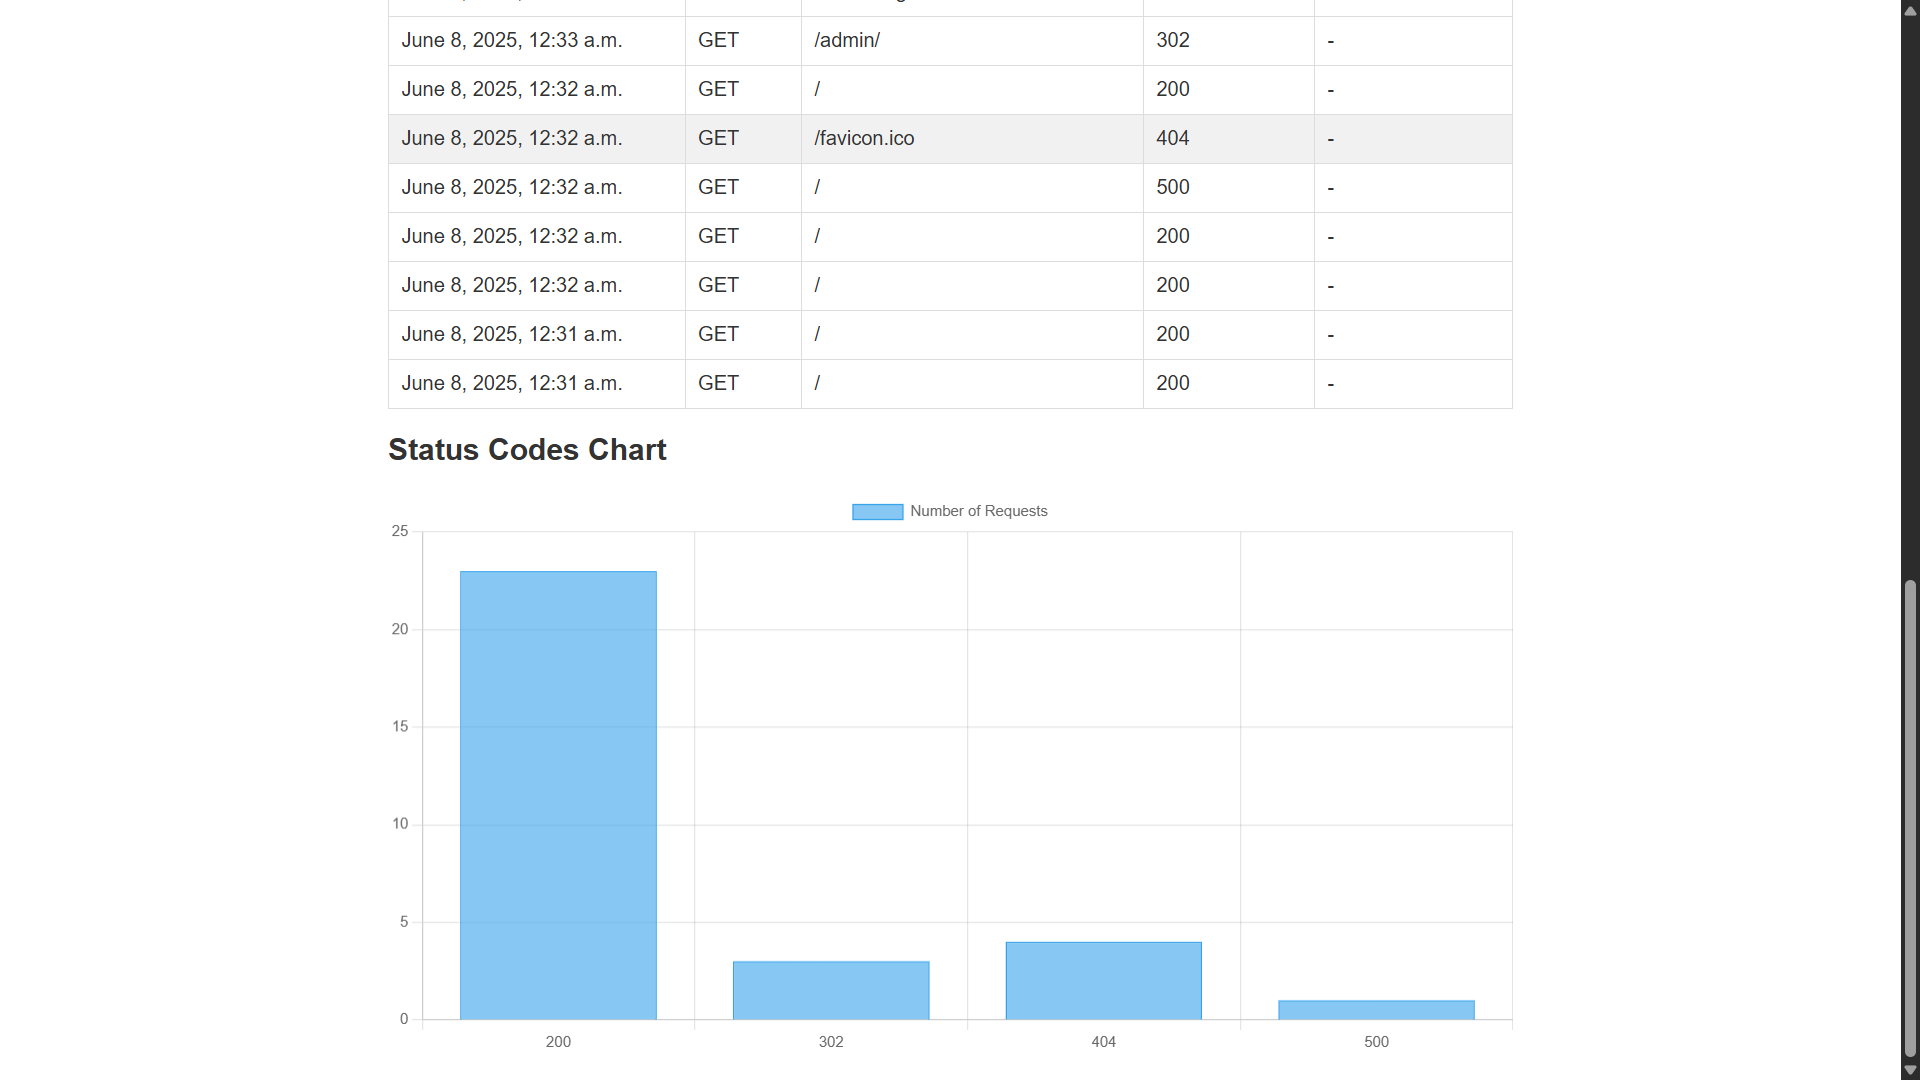 June 8, 2025, 12:33 a.m. GET /admin/ 302 -
June 8, 2025, 12:32 a.m. GET / 200 -
June 8, 2025, 12:32 a.m. GET /favicon.ico 404 -
June 8, 2025, 12:32 a.m. GET / 500 -
June 8, 2025, 12:32 a.m. GET / 200 -
June 8, 2025, 12:32 a.m. GET / 200 -
June 8, 2025, 12:31 a.m. GET / 200 -
June 8, 2025, 12:31 a.m. GET / 200 -
Status Codes Chart
Number of Requests
25
20
15
10
5
0
200 302 404 500